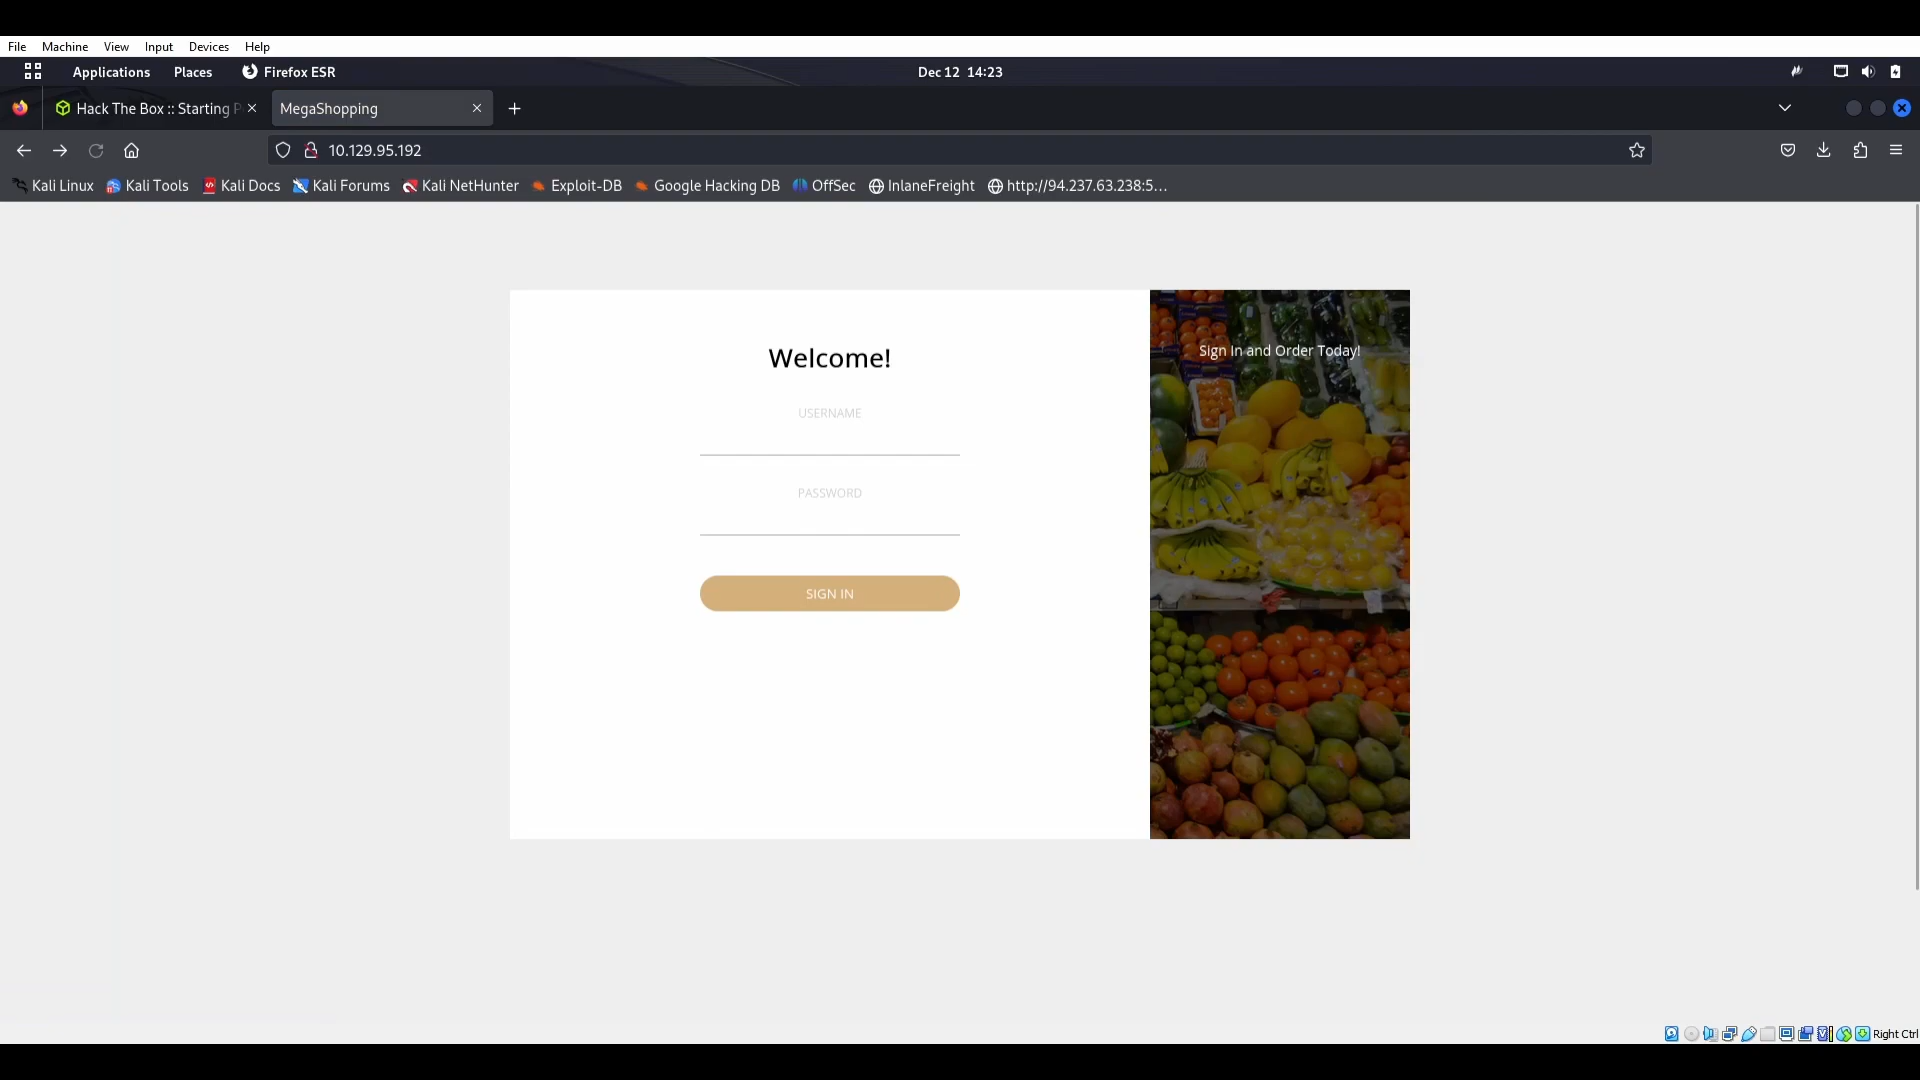 File Machine View Input Devices Help
Applications Places Firefox ESR Dec 12 14:23
Hack The Box :: Starting P MegaShopping
10.129.95.192
Kali Linux Kali Tools Kali Docs Kali Forums Kali NetHunter Exploit-DB Google Hacking DB OffSec InlaneFreight http://94.237.63.238:5…
Welcome!
Sign In and Order Today!
USERNAME
PASSWORD
SIGN IN
Right Ctrl